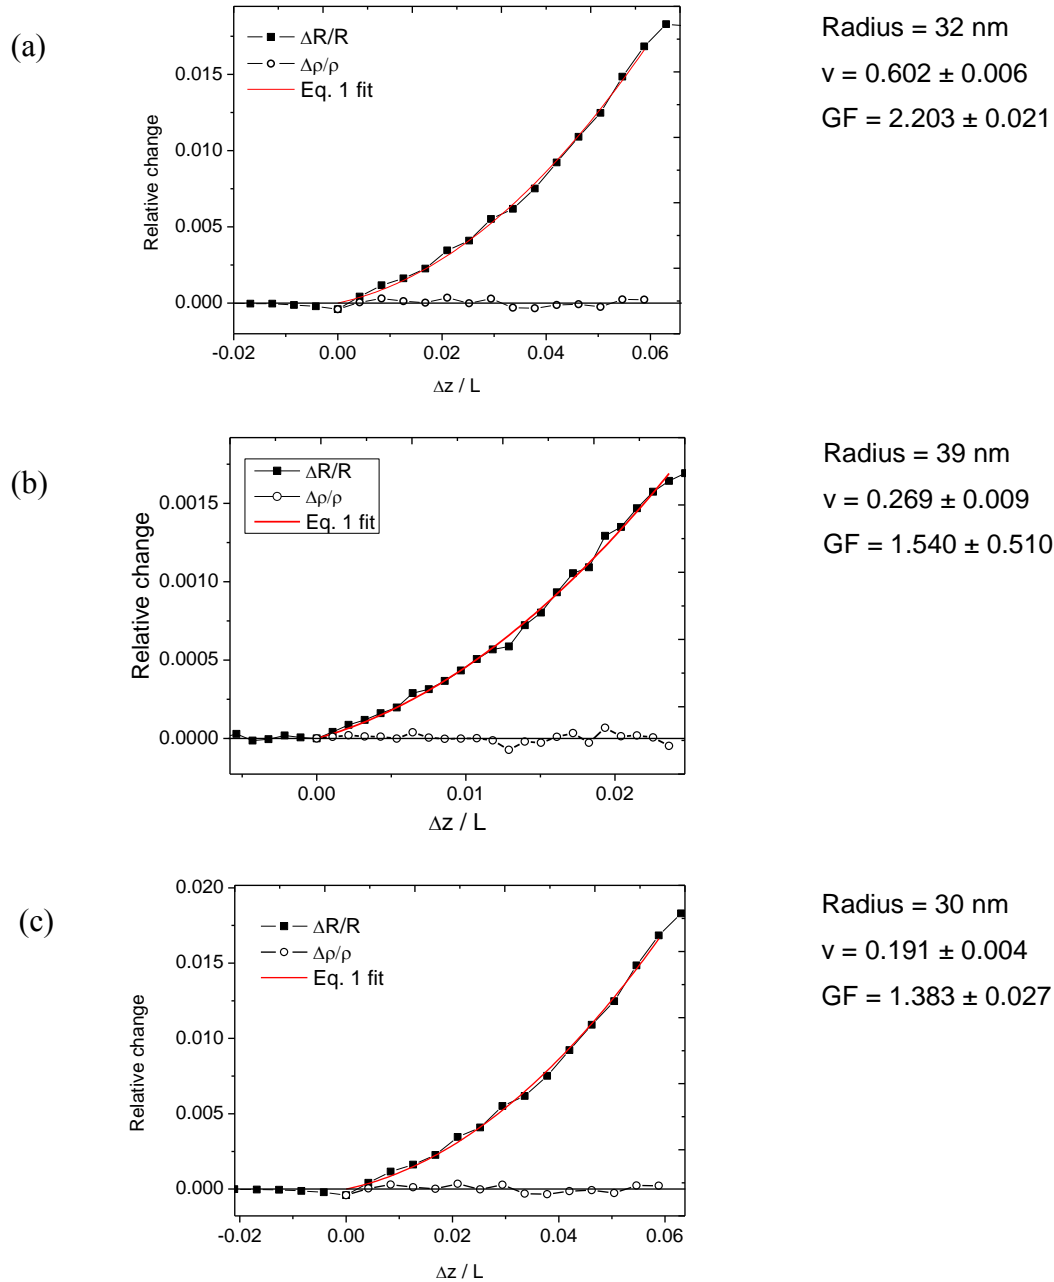 (a)
Relative change
0.015
0.010
0.005
0.000
ΔR/R
Δρ/ρ
Eq. 1 fit
-0.02
0.00
0.02
0.04
0.06
Δz / L
Radius = 32 nm
v = 0.602 ± 0.006
GF = 2.203 ± 0.021
(b)
Relative change
0.0015
0.0010
0.0005
0.0000
ΔR/R
Δρ/ρ
Eq. 1 fit
0.00
0.01
0.02
Δz / L
Radius = 39 nm
v = 0.269 ± 0.009
GF = 1.540 ± 0.510
(c)
Relative change
0.020
0.015
0.010
0.005
0.000
ΔR/R
Δρ/ρ
Eq. 1 fit
-0.02
0.00
0.02
0.04
0.06
Δz / L
Radius = 30 nm
v = 0.191 ± 0.004
GF = 1.383 ± 0.027